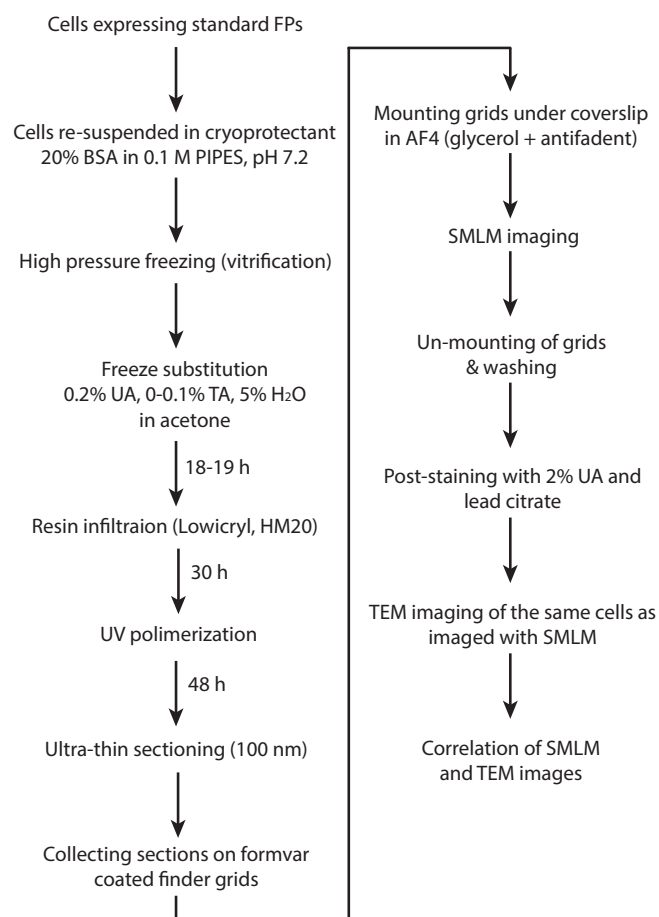 Cells expressing standard FPs
Cells re-suspended in cryoprotectant
20% BSA in 0.1 M PIPES, pH 7.2
High pressure freezing (vitrification)
Freeze substitution
0.2% UA, 0-0.1% TA, 5% H₂O
in acetone
18-19 h
Resin infiltraion (Lowicryl, HM20)
30 h
UV polimerization
48 h
Ultra-thin sectioning (100 nm)
Collecting sections on formvar
coated finder grids
Mounting grids under coverslip
in AF4 (glycerol + antifadent)
SMLM imaging
Un-mounting of grids
& washing
Post-staining with 2% UA and
lead citrate
TEM imaging of the same cells as
imaged with SMLM
Correlation of SMLM
and TEM images